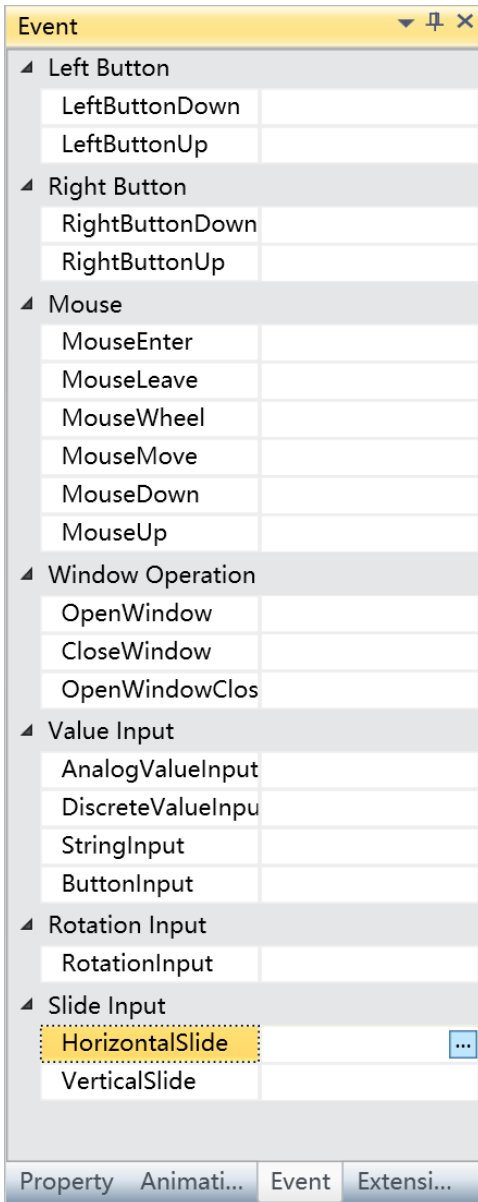 Event
Left Button
LeftButtonDown
LeftButtonUp
Right Button
RightButtonDown
RightButtonUp
Mouse
MouseEnter
MouseLeave
MouseWheel
MouseMove
MouseDown
MouseUp
Window Operation
OpenWindow
CloseWindow
OpenWindowClos
Value Input
AnalogValueInput
DiscreteValueInpu
StringInput
ButtonInput
Rotation Input
RotationInput
Slide Input
HorizontalSlide ...
VerticalSlide
Property Animati... Event Extensi...